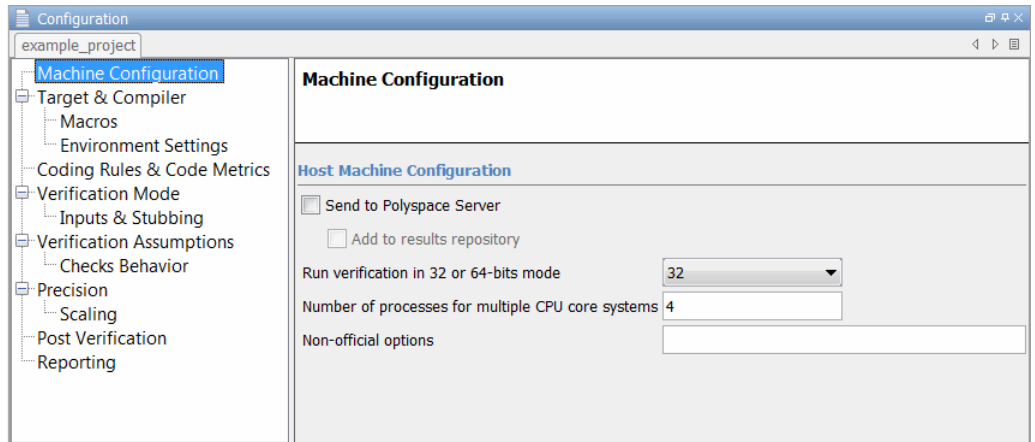 Configuration
example_project
Machine Configuration
Target & Compiler
Macros
Environment Settings
Coding Rules & Code Metrics
Verification Mode
Inputs & Stubbing
Verification Assumptions
Checks Behavior
Precision
Scaling
Post Verification
Reporting
Machine Configuration
Host Machine Configuration
Send to Polyspace Server
Add to results repository
Run verification in 32 or 64-bits mode 32
Number of processes for multiple CPU core systems 4
Non-official options